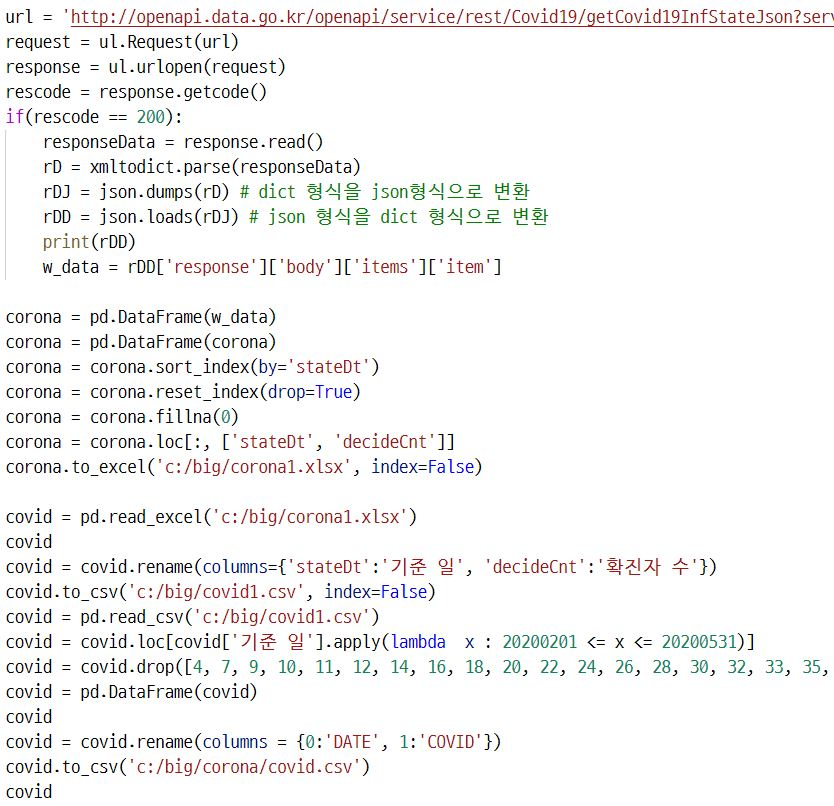 url = 'http://openapi.data.go.kr/openapi/service/rest/Covid19/getCovid19InfStateJson?serv
request = ul.Request(url)
response = ul.urlopen(request)
rescode = response.getcode()
if(rescode == 200):
    responseData = response.read()
    rD = xmltodict.parse(responseData)
    rDJ = json.dumps(rD) # dict 형식을 json형식으로 변환
    rDD = json.loads(rDJ) # json 형식을 dict 형식으로 변환
    print(rDD)
    w_data = rDD['response']['body']['items']['item']
corona = pd.DataFrame(w_data)
corona = pd.DataFrame(corona)
corona = corona.sort_index(by='stateDt')
corona = corona.reset_index(drop=True)
corona = corona.fillna(0)
corona = corona.loc[:, ['stateDt', 'decideCnt']]
corona.to_excel('c:/big/corona1.xlsx', index=False)
covid = pd.read_excel('c:/big/corona1.xlsx')
covid
covid = covid.rename(columns={'stateDt':'기준 일', 'decideCnt':'확진자 수'})
covid.to_csv('c:/big/covid1.csv', index=False)
covid = pd.read_csv('c:/big/covid1.csv')
covid = covid.loc[covid['기준 일'].apply(lambda  x : 20200201 <= x <= 20200531)]
covid = covid.drop([4, 7, 9, 10, 11, 12, 14, 16, 18, 20, 22, 24, 26, 28, 30, 32, 33, 35,
covid = pd.DataFrame(covid)
covid
covid = covid.rename(columns = {0:'DATE', 1:'COVID'})
covid.to_csv('c:/big/corona/covid.csv')
covid